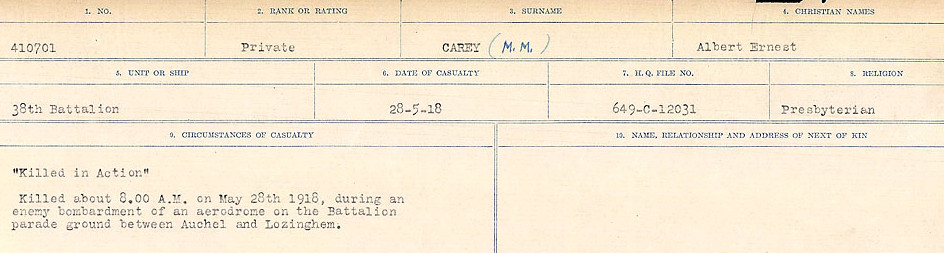 1. NO. 2. RANK OR RATING 3. SURNAME 4. CHRISTIAN NAMES
410701 Private CAREY (M.M.) Albert Ernest
5. UNIT OR SHIP 6. DATE OF CASUALTY 7. H.Q. FILE NO. 8. RELIGION
38th Battalion 28-5-18 649-C-12031 Presbyterian
9. CIRCUMSTANCES OF CASUALTY 10. NAME, RELATIONSHIP AND ADDRESS OF NEXT OF KIN
"Killed in Action"
Killed about 8.00 A.M. on May 28th 1918, during an
enemy bombardment of an aerodrome on the Battalion
parade ground between Auchel and Lozinghem.